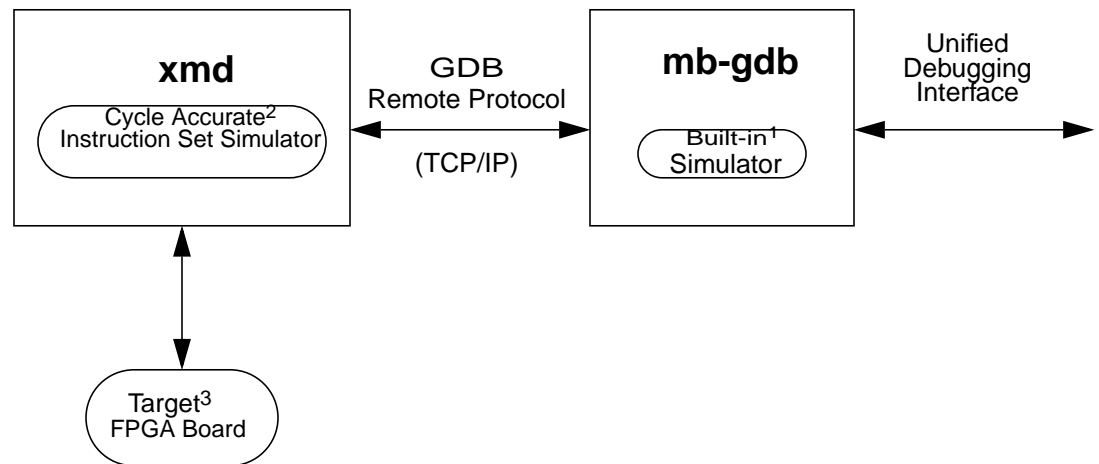 xmd
Cycle Accurate2
Instruction Set Simulator
GDB
Remote Protocol
(TCP/IP)
mb-gdb
Built-in1
Simulator
Unified
Debugging
Interface
Target3
FPGA Board